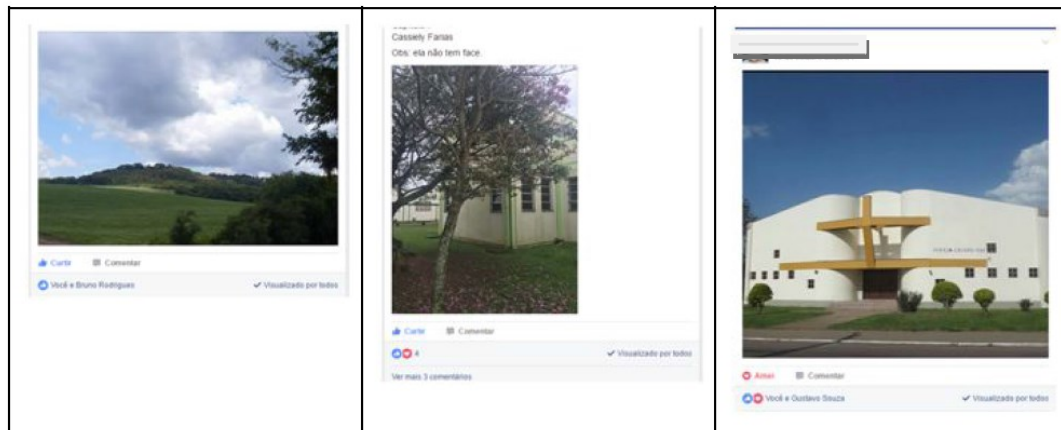 Curtir Comentar
Você e Bruno Rodrigues Visualizado por todos
Cassiely Farias
Obs: ela não tem face.
Curtir Comentar
4 Visualizado por todos
Ver mais 3 comentários
Amei Comentar
Você e Gustavo Souza Visualizado por todos